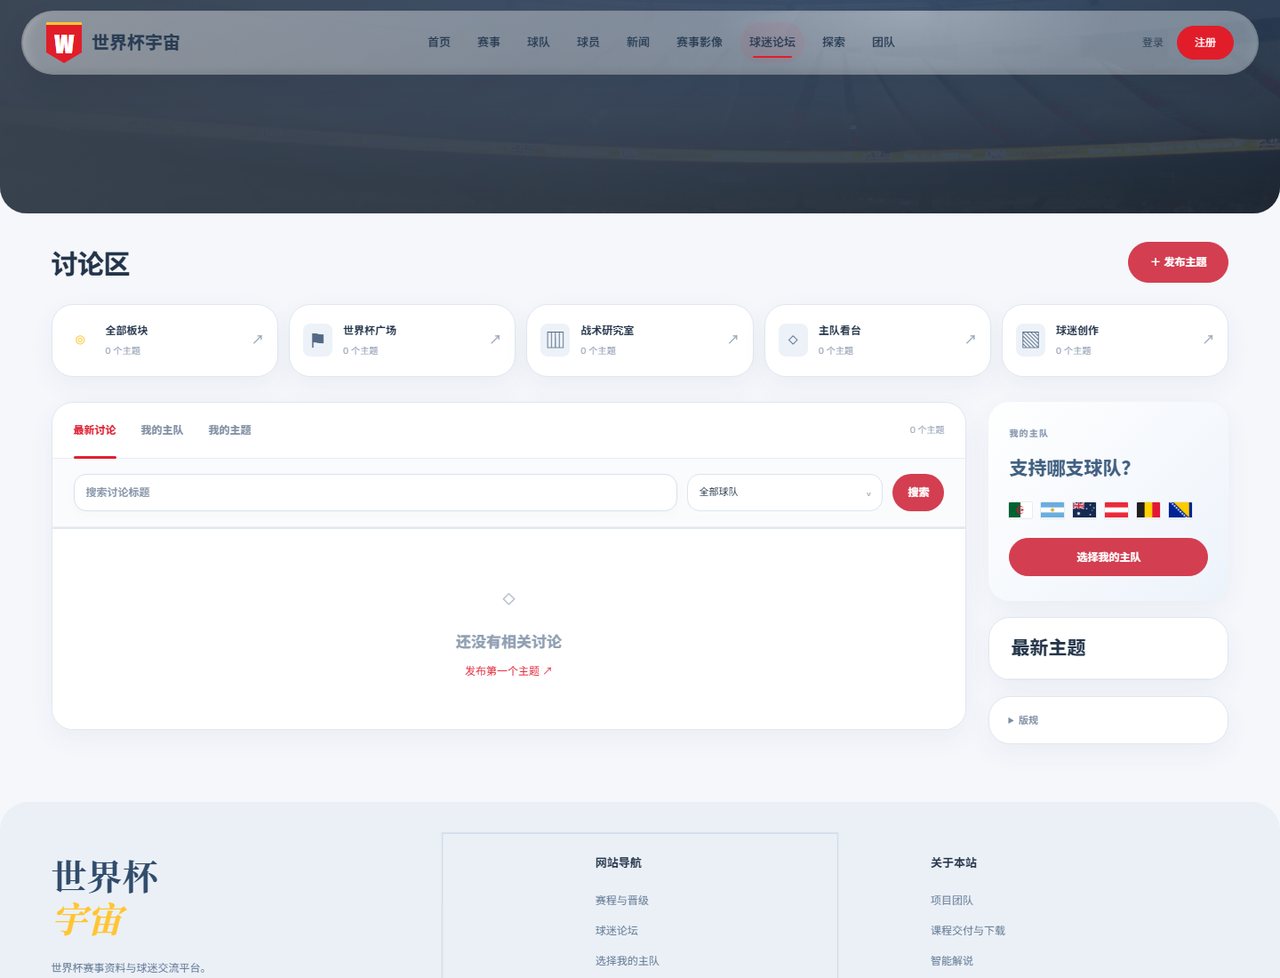 W 世界杯宇宙 首页 赛事 球队 球员 新闻 赛事影像 球迷论坛 探索 团队 登录 注册
讨论区
+ 发布主题
全部板块
0 个主题
世界杯广场
0 个主题
战术研究室
0 个主题
主队看台
0 个主题
球迷创作
0 个主题
最新讨论 我的主队 我的主题 0 个主题
搜索讨论标题 全部球队 搜索
还没有相关讨论
发布第一个主题 ↗
我的主队
支持哪支球队？
选择我的主队
最新主题
版规
世界杯
宇宙
世界杯赛事资料与球迷交流平台。
网站导航
赛程与晋级
球迷论坛
选择我的主队
关于本站
项目团队
课程交付与下载
智能解说